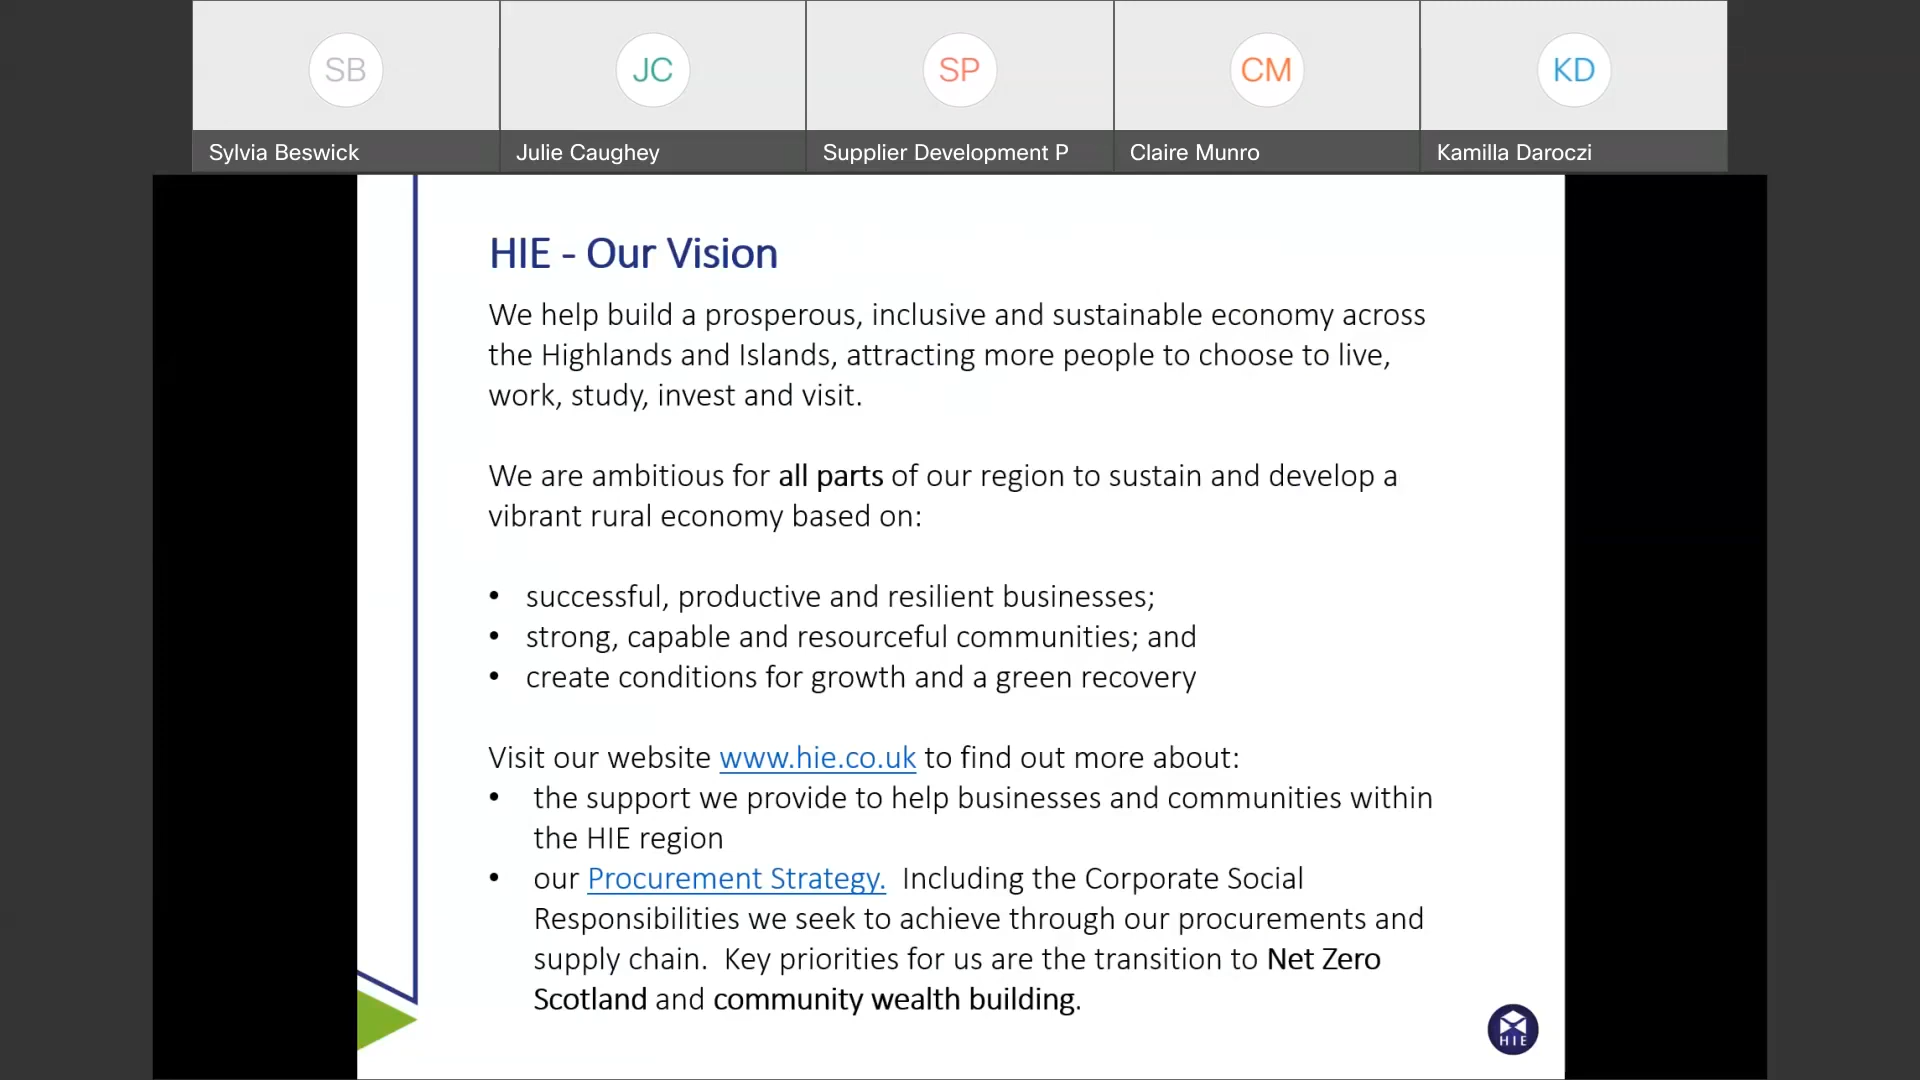 SB
JC
SP
CM
KD
Sylvia Beswick
Julie Caughey
Supplier Development P
Claire Munro
Kamilla Daroczi
HIE - Our Vision
We help build a prosperous, inclusive and sustainable economy across
the Highlands and Islands, attracting more people to choose to live,
work, study, invest and visit.
We are ambitious for all parts of our region to sustain and develop a
vibrant rural economy based on:
• successful, productive and resilient businesses;
• strong, capable and resourceful communities; and
• create conditions for growth and a green recovery
Visit our website www.hie.co.uk to find out more about:
• the support we provide to help businesses and communities within
the HIE region
• our Procurement Strategy. Including the Corporate Social
Responsibilities we seek to achieve through our procurements and
supply chain. Key priorities for us are the transition to Net Zero
Scotland and community wealth building.
HIE